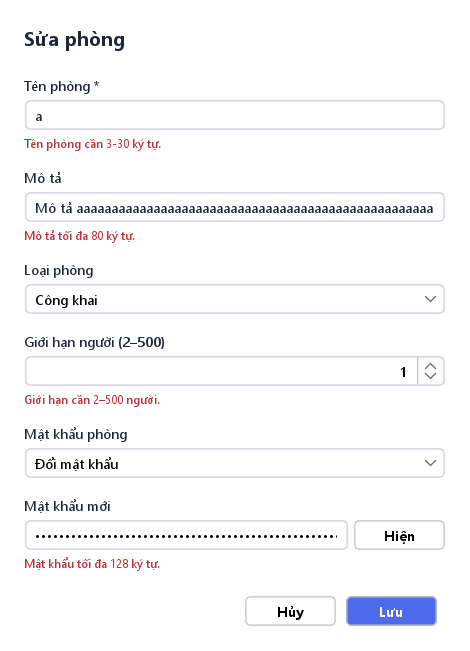 Sửa phòng
Tên phòng *
a
Tên phòng cần 3-30 ký tự.
Mô tả
Mô tả aaaaaaaaaaaaaaaaaaaaaaaaaaaaaaaaaaaaaaaaaaaaaaaaaaa
Mô tả tối đa 80 ký tự.
Loại phòng
Công khai
Giới hạn người (2–500)
1
Giới hạn cần 2–500 người.
Mật khẩu phòng
Đổi mật khẩu
Mật khẩu mới
Hiện
Mật khẩu tối đa 128 ký tự.
Hủy Lưu